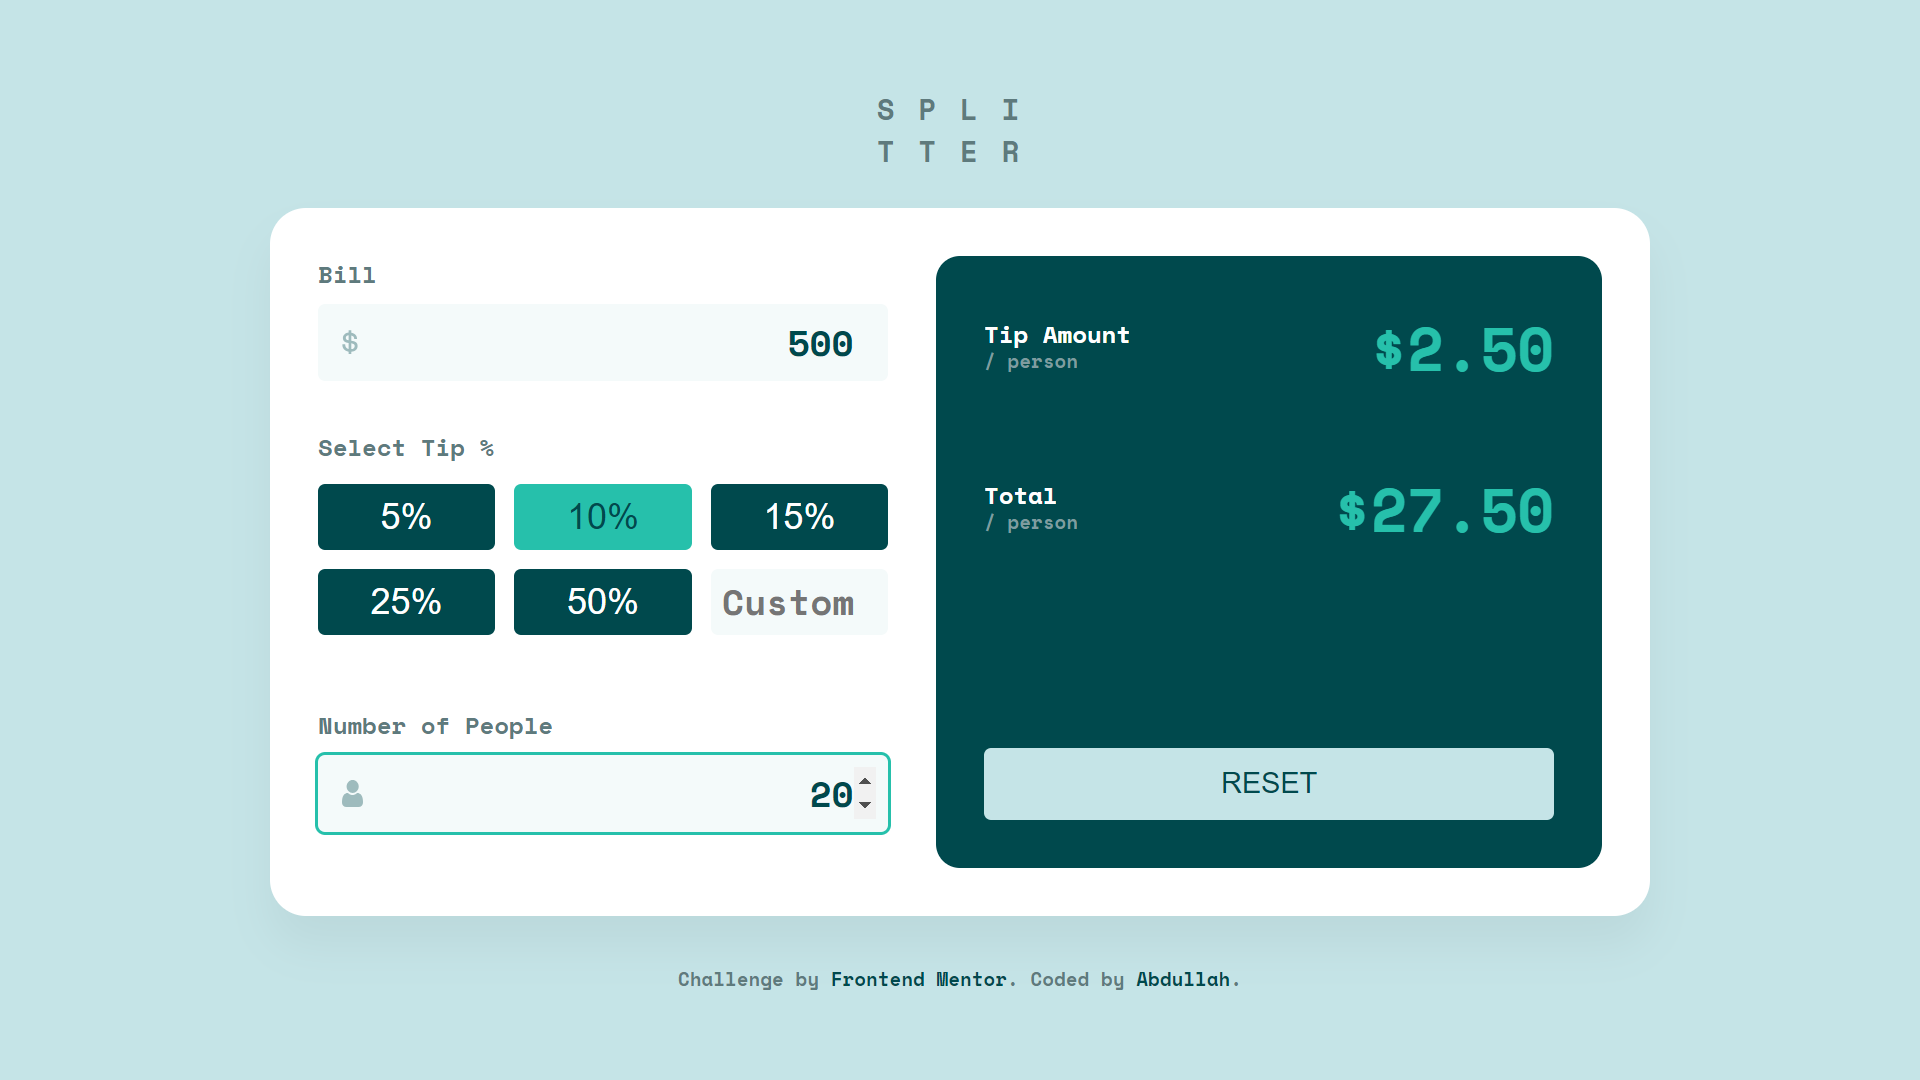 S P L I
T T E R
Bill
$ 500
Select Tip %
5% 10% 15%
25% 50% Custom
Number of People
20
Tip Amount
/ person
$2.50
Total
/ person
$27.50
RESET
Challenge by Frontend Mentor. Coded by Abdullah.